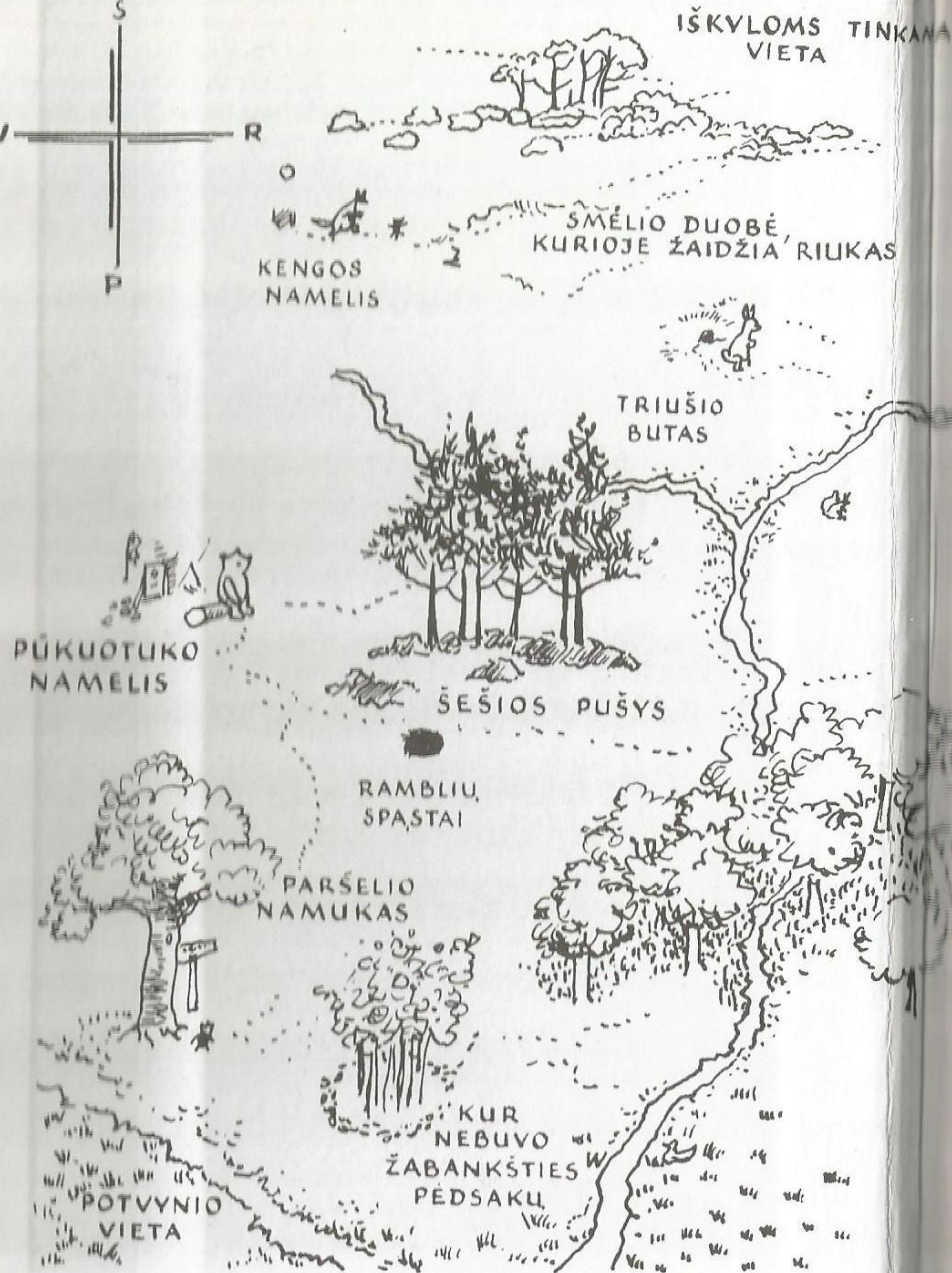 Š
R
P
IŠKYLOMS TINKAMA
VIETA
SMĖLIO DUOBĖ,
KURIOJE ŽAIDŽIA RIUKAS
KENGOS
NAMELIS
TRIUŠIO
BUTAS
PŪKUOTUKO
NAMELIS
ŠEŠIOS PUŠYS
RAMBLIŲ
SPĄSTAI
PARŠELIO
NAMUKAS
KUR
NEBUVO
ŽABANKŠTIES
PĖDSAKŲ
POTVYNIO
VIETA